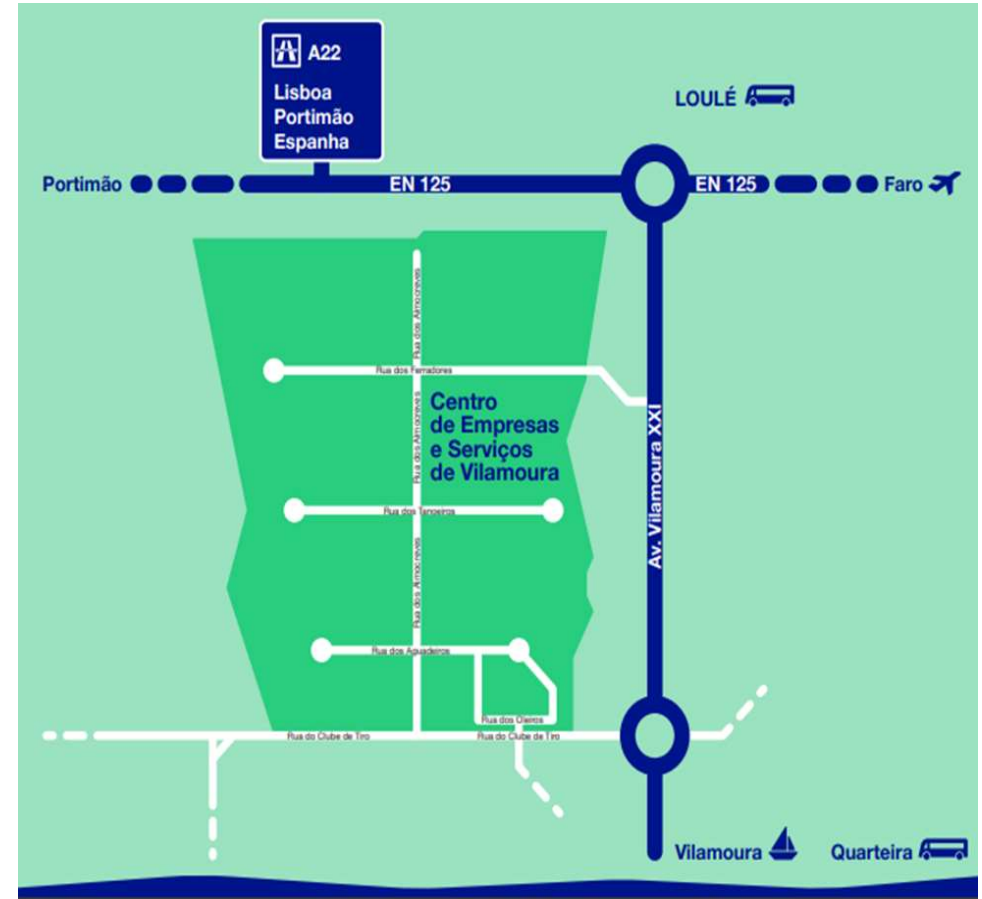 A22
Lisboa
Portimão
Espanha
LOULÉ
Portimão
EN 125
EN 125
Faro
Rua dos Almocreves
Rua dos Ferradores
Centro
de Empresas
e Serviços
de Vilamoura
Rua dos Almocreves
Av. Vilamoura XXI
Rua dos Tanoeiros
Rua dos Almocreves
Rua dos Aguadeiros
Rua dos Oleiros
Rua do Clube de Tiro
Rua do Clube de Tiro
Vilamoura
Quarteira